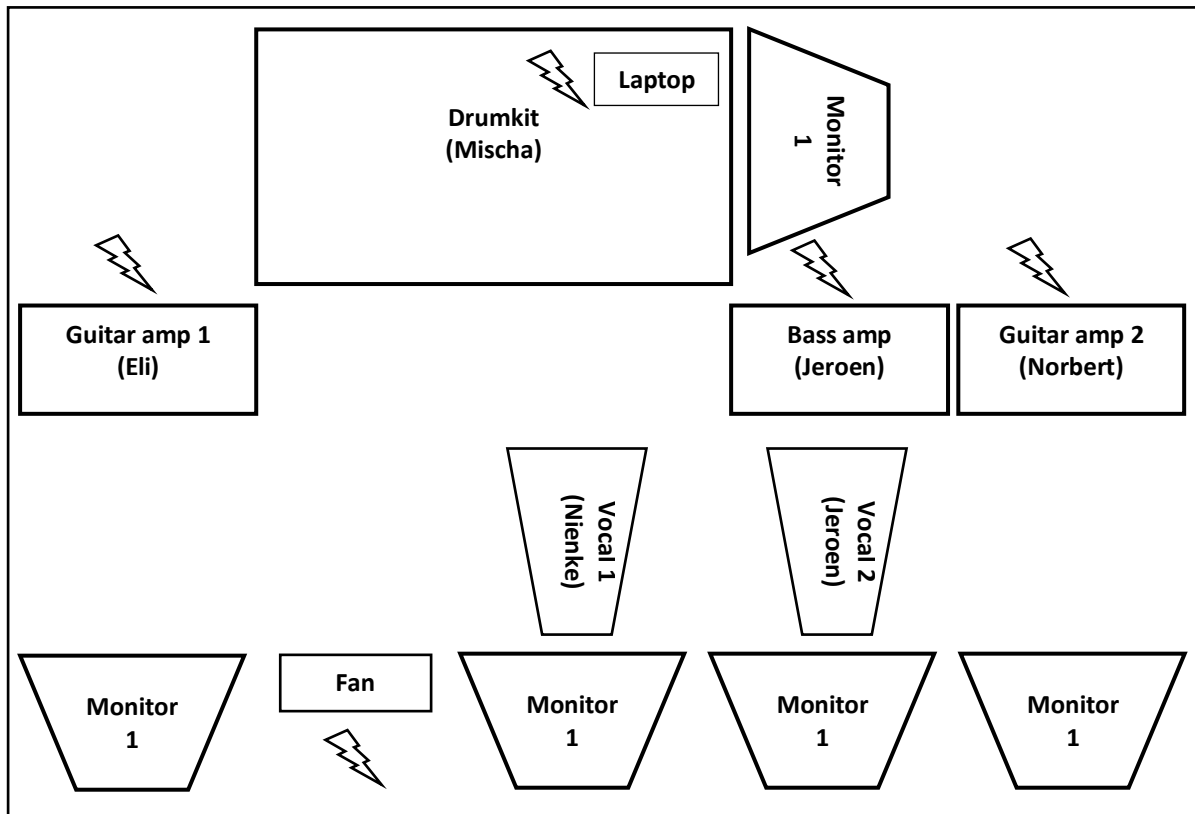 Laptop
Drumkit
(Mischa)
Monitor
1
Guitar amp 1
(Eli)
Bass amp
(Jeroen)
Guitar amp 2
(Norbert)
Vocal 1
(Nienke)
Vocal 2
(Jeroen)
Monitor
1
Fan
Monitor
1
Monitor
1
Monitor
1